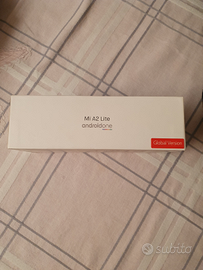 Mi A2 Lite
androidone
Global Version
SUBITO